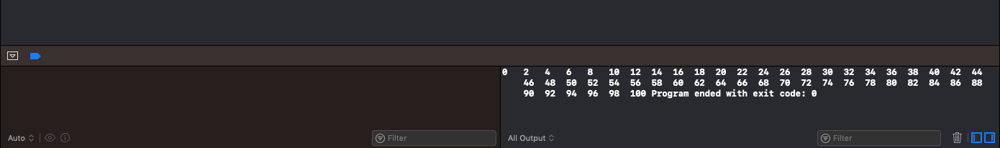 0 2 4 6 8 10 12 14 16 18 20 22 24 26 28 30 32 34 36 38 40 42 44
46 48 50 52 54 56 58 60 62 64 66 68 70 72 74 76 78 80 82 84 86 88
90 92 94 96 98 100 Program ended with exit code: 0
Auto
Filter
All Output
Filter